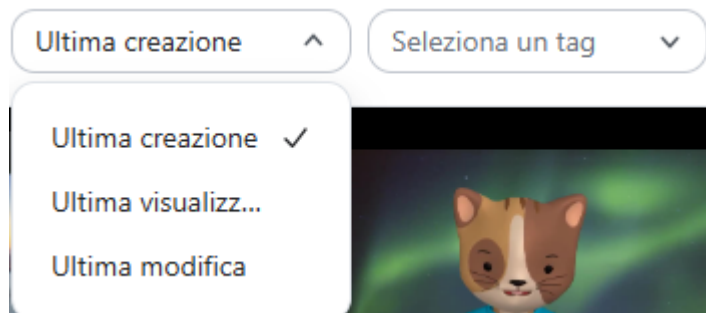 Ultima creazione
Seleziona un tag
Ultima creazione
Ultima visualizz...
Ultima modifica